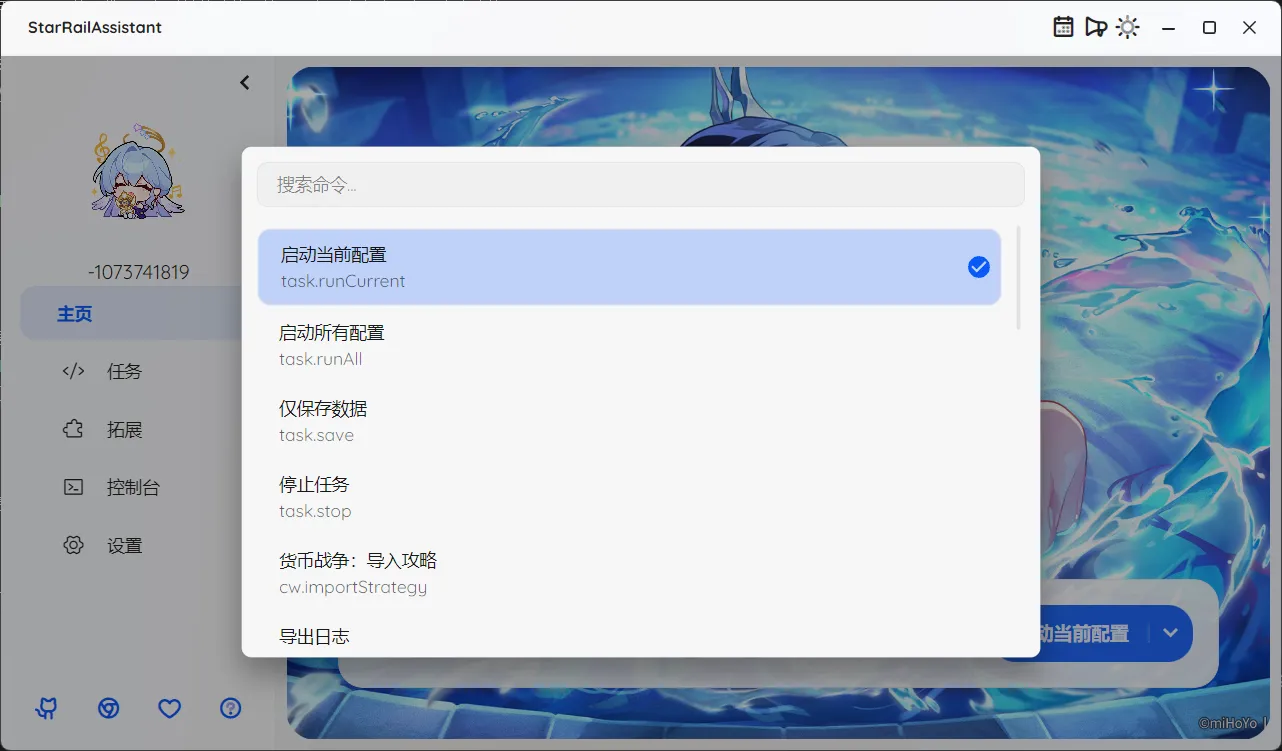 StarRailAssistant
-1073741819
主页
任务
拓展
控制台
设置
搜索命令...
启动当前配置
task.runCurrent
启动所有配置
task.runAll
仅保存数据
task.save
停止任务
task.stop
货币战争：导入攻略
cw.importStrategy
导出日志
动当前配置
©miHoYo